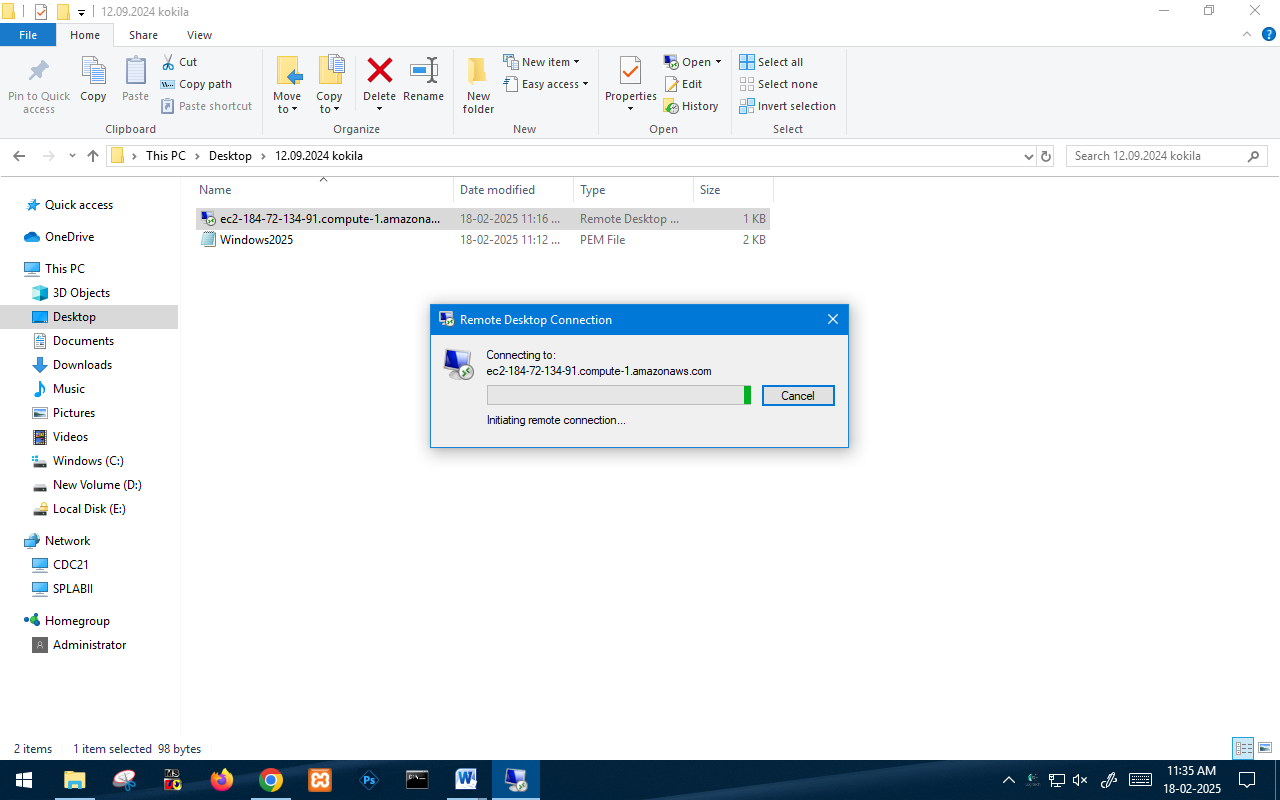 12.09.2024 kokila
File Home Share View
Pin to Quick access
Copy
Paste
Cut
Copy path
Paste shortcut
Clipboard
Move to
Copy to
Delete
Rename
Organize
New folder
New item
Easy access
New
Properties
Open
Edit
History
Open
Select all
Select none
Invert selection
Select
This PC > Desktop > 12.09.2024 kokila
Search 12.09.2024 kokila
Name Date modified Type Size
ec2-184-72-134-91.compute-1.amazona... 18-02-2025 11:16 ... Remote Desktop ... 1 KB
Windows2025 18-02-2025 11:12 ... PEM File 2 KB
Quick access
OneDrive
This PC
3D Objects
Desktop
Documents
Downloads
Music
Pictures
Videos
Windows (C:)
New Volume (D:)
Local Disk (E:)
Network
CDC21
SPLABII
Homegroup
Administrator
Remote Desktop Connection
Connecting to:
ec2-184-72-134-91.compute-1.amazonaws.com
Cancel
Initiating remote connection...
2 items 1 item selected 98 bytes
Ps
11:35 AM
18-02-2025